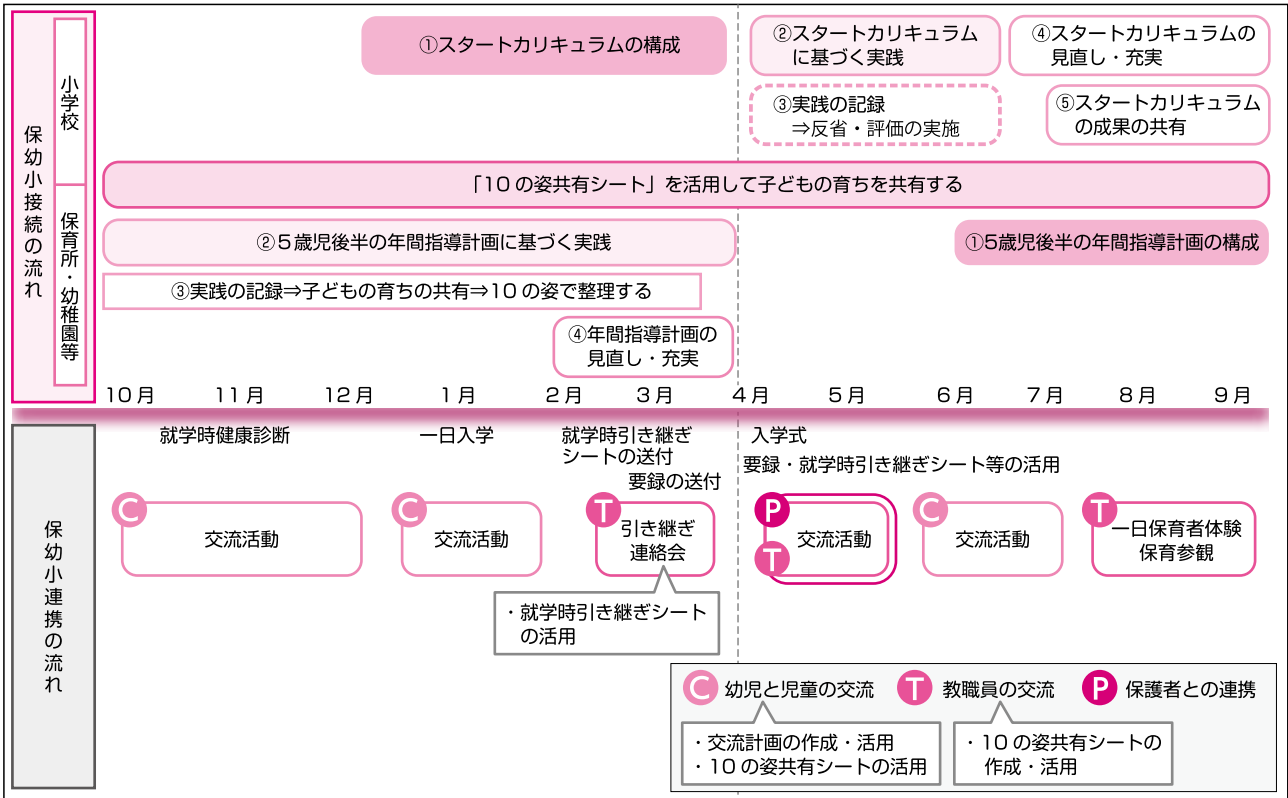 保幼小接続の流れ
小学校
①スタートカリキュラムの構成
②スタートカリキュラム
に基づく実践
④スタートカリキュラムの
見直し・充実
③実践の記録
⇒反省・評価の実施
⑤スタートカリキュラム
の成果の共有
「10の姿共有シート」を活用して子どもの育ちを共有する
保育所・幼稚園等
②5歳児後半の年間指導計画に基づく実践
①5歳児後半の年間指導計画の構成
③実践の記録⇒子どもの育ちの共有⇒10の姿で整理する
④年間指導計画の
見直し・充実
10月 11月 12月 1月 2月 3月 4月 5月 6月 7月 8月 9月
保幼小連携の流れ
就学時健康診断
一日入学
就学時引き継ぎ
シートの送付
要録の送付
入学式
要録・就学時引き継ぎシート等の活用
C
交流活動
C
交流活動
T
引き継ぎ
連絡会
P
T
交流活動
C
交流活動
T
一日保育者体験
保育参観
・就学時引き継ぎシート
の活用
C 幼児と児童の交流
T 教職員の交流
P 保護者との連携
・交流計画の作成・活用
・10の姿共有シートの活用
・10の姿共有シートの
作成・活用